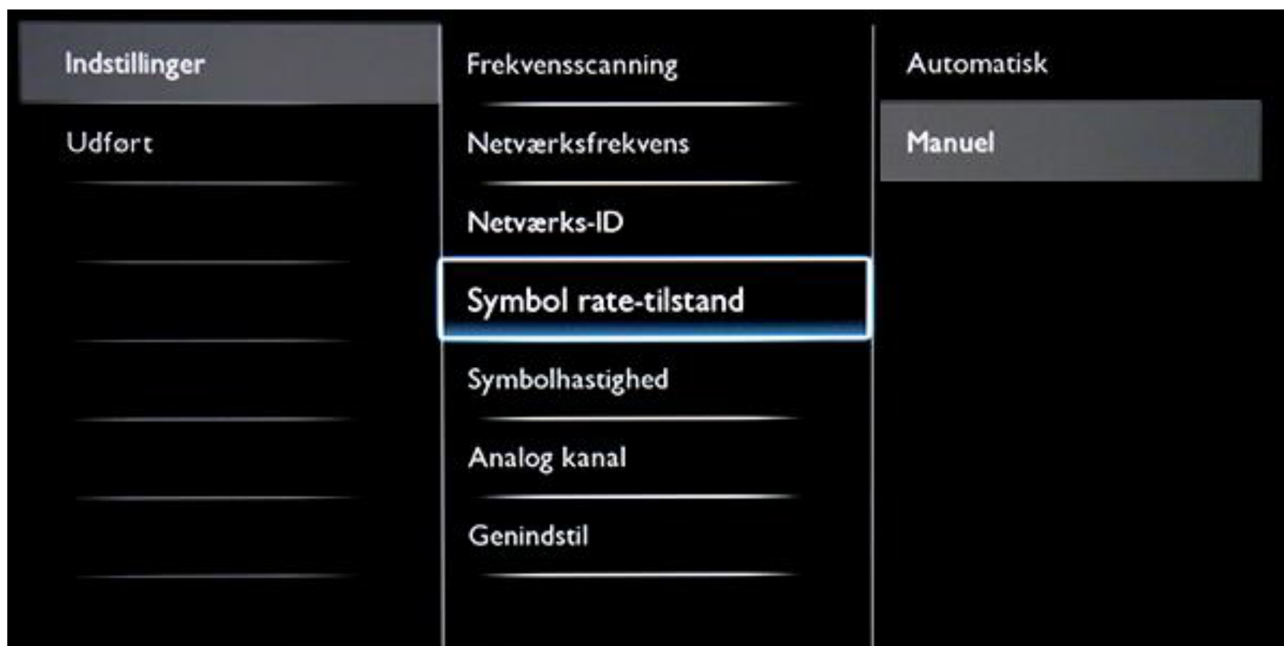 Indstillinger
Udført
Frekvensscanning
Netværksfrekvens
Netværks-ID
Symbol rate-tilstand
Symbolhastighed
Analog kanal
Genindstil
Automatisk
Manuel